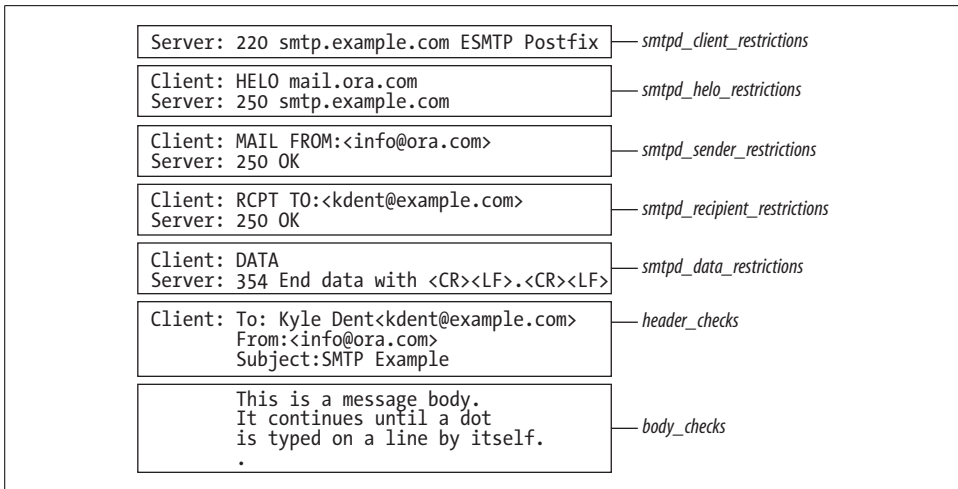 Server: 220 smtp.example.com ESMTP Postfix smtpd_client_restrictions
Client: HELO mail.ora.com
Server: 250 smtp.example.com
smtpd_helo_restrictions
Client: MAIL FROM:<info@ora.com>
Server: 250 OK
smtpd_sender_restrictions
Client: RCPT TO:<kdent@example.com>
Server: 250 OK
smtpd_recipient_restrictions
Client: DATA
Server: 354 End data with <CR><LF>.<CR><LF>
smtpd_data_restrictions
Client: To: Kyle Dent<kdent@example.com>
From:<info@ora.com>
Subject:SMTP Example
header_checks
This is a message body.
It continues until a dot
is typed on a line by itself.
.
body_checks